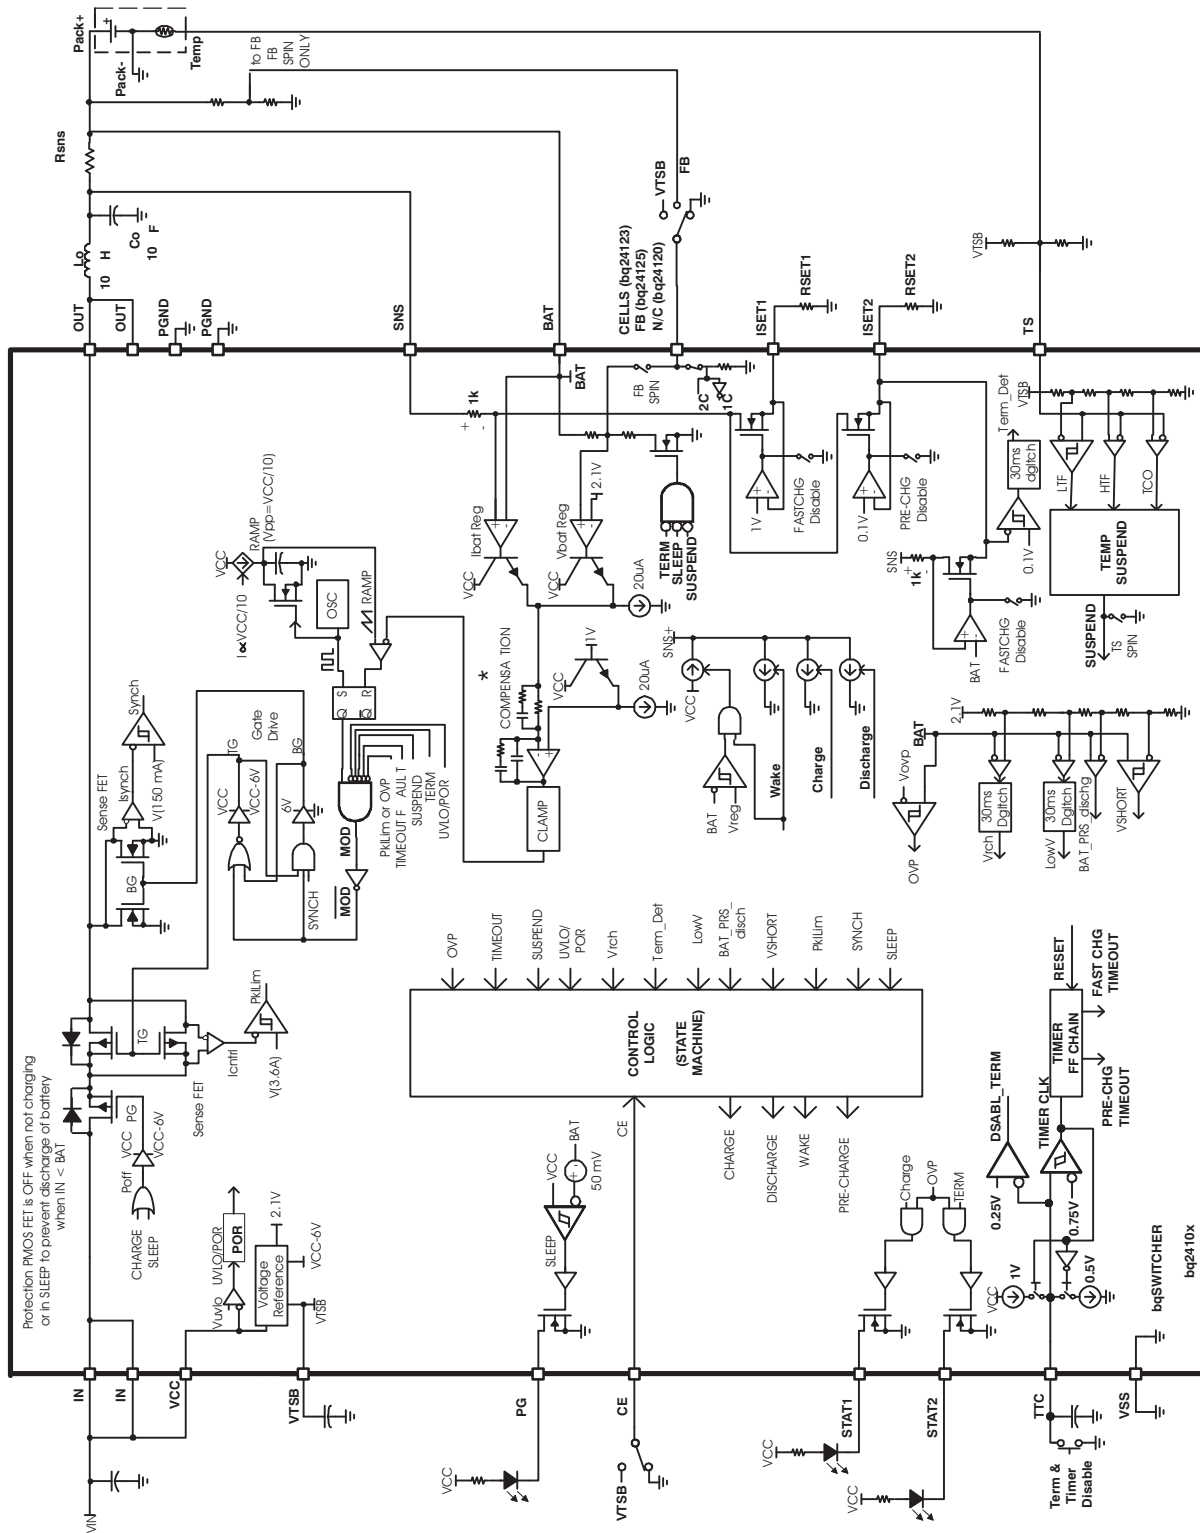 Protection PMOS FET is OFF when not charging
or in SLEEP to prevent discharge of battery
when IN < BAT
VIN
IN
IN
VCC
VTSB
PG
CE
STAT1
STAT2
TTC
VSS
VCC
VTSB
VCC
VCC
Term &
Timer
Disable
CHARGE
SLEEP
Poff
VCC
VCC-6V
PG
TG
Sense FET
Icntrl
V(3.6A)
PkILim
Vuvlo
UVLO/POR
POR
Voltage
Reference
2.1V
VCC-6V
VTSB
BG
Sense FET
Isynch
V(150 mA)
Synch
TG
VCC
VCC-6V
Gate
Drive
6V
BG
SYNCH
MOD
MOD
PkILim or OVP
TIMEOUT
F AUL T
SUSPEND
TERM
UVLO/POR
S
Q
R
Q
OSC
I∝VCC/10
VCC
RAMP
(Vpp=VCC/10)
RAMP
*
COMPENSA TION
CLAMP
VCC
1V
20uA
VCC
Ibat Reg
VCC
Vbat Reg
20uA
2.1V
TERM
SLEEP
SUSPEND
+
1k
-
BAT
FB
SPIN
2C
1C
1V
FASTCHG
Disable
0.1V
PRE-CHG
Disable
SNS+
VCC
BAT
Vreg
Wake
Charge
Discharge
SNS
+
1k
-
BAT
FASTCHG
Disable
0.1V
30ms
dgltch
Term_Det
VTSB
LTF
HTF
TCO
TEMP
SUSPEND
SUSPEND
TS
SPIN
2.1V
BAT
Vovp
OVP
30ms
Dgltch
Vrch
30ms
Dgltch
LowV
BAT_PRS_dischg
VSHORT
OVP
TIMEOUT
SUSPEND
UVLO/
POR
Vrch
Term_Det
LowV
BAT_PRS_
disch
VSHORT
PkILim
SYNCH
SLEEP
CONTROL
LOGIC
(STATE
MACHINE)
CE
CHARGE
DISCHARGE
WAKE
PRE-CHARGE
SLEEP
VCC
BAT
50 mV
Charge
OVP
TERM
DSABL_TERM
0.25V
TIMER CLK
0.75V
VCC
1V
0.5V
TIMER
FF CHAIN
RESET
FAST CHG
TIMEOUT
PRE-CHG
TIMEOUT
bqSWITCHER
bq2410x
OUT
OUT
PGND
PGND
SNS
BAT
CELLS (bq24123)
FB (bq24125)
N/C (bq24120)
ISET1
RSET1
ISET2
RSET2
TS
Lo
10 H
Co
10 F
Rsns
Pack+
Pack-
Temp
to FB
FB
SPIN
ONLY
VTSB
FB
VTSB